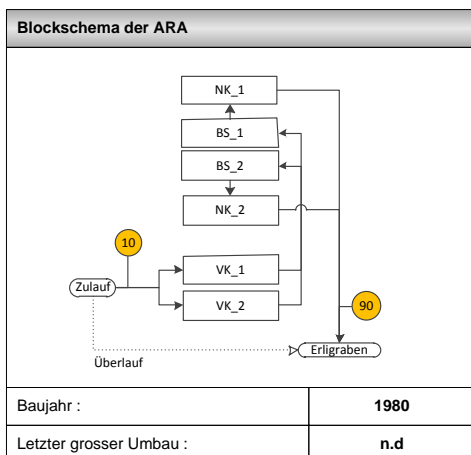 Blockschema der ARA
NK_1
BS_1
BS_2
NK_2
10
VK_1
Zulauf
VK_2
90
Erligraben
Überlauf
Baujahr : 1980
Letzter grosser Umbau : n.d